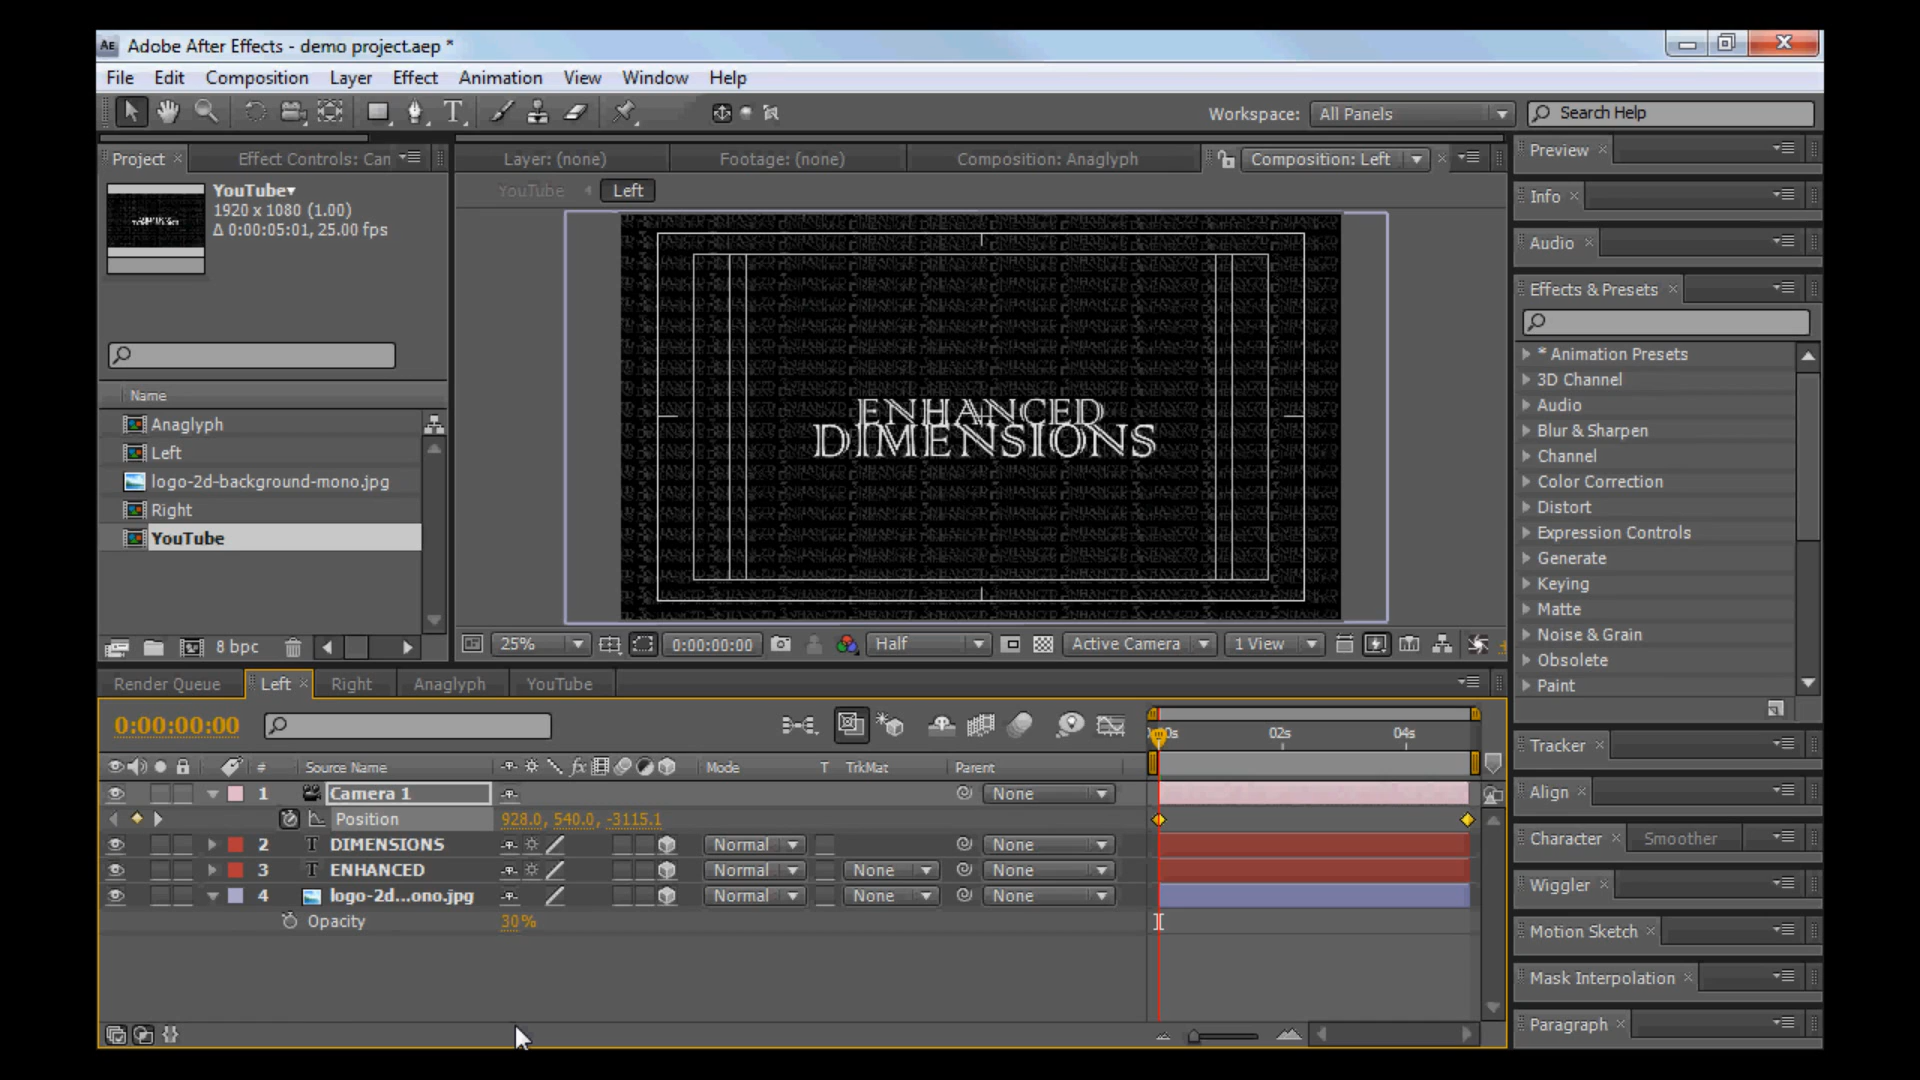 Adobe After Effects - demo project.aep *
File Edit Composition Layer Effect Animation View Window Help
Workspace: All Panels Search Help
Project Effect Controls: Can
Layer: (none) Footage: (none) Composition: Anaglyph Composition: Left
YouTube Left
YouTube
1920 x 1080 (1.00)
Δ 0:00:05:01, 25.00 fps
Name
Anaglyph
Left
logo-2d-background-mono.jpg
Right
YouTube
8 bpc
ENHANCED
DIMENSIONS
25% 0:00:00:00 Half Active Camera 1 View
Preview
Info
Audio
Effects & Presets
* Animation Presets
3D Channel
Audio
Blur & Sharpen
Channel
Color Correction
Distort
Expression Controls
Generate
Keying
Matte
Noise & Grain
Obsolete
Paint
Tracker
Align
Character Smoother
Wiggler
Motion Sketch
Mask Interpolation
Paragraph
Render Queue Left Right Anaglyph YouTube
0:00:00:00
02s 04s
# Source Name Mode T TrkMat Parent
1 Camera 1 None
Position 928.0, 540.0, -3115.1
2 T DIMENSIONS Normal None
3 T ENHANCED Normal None None
4 logo-2d...ono.jpg Normal None None
Opacity 30%